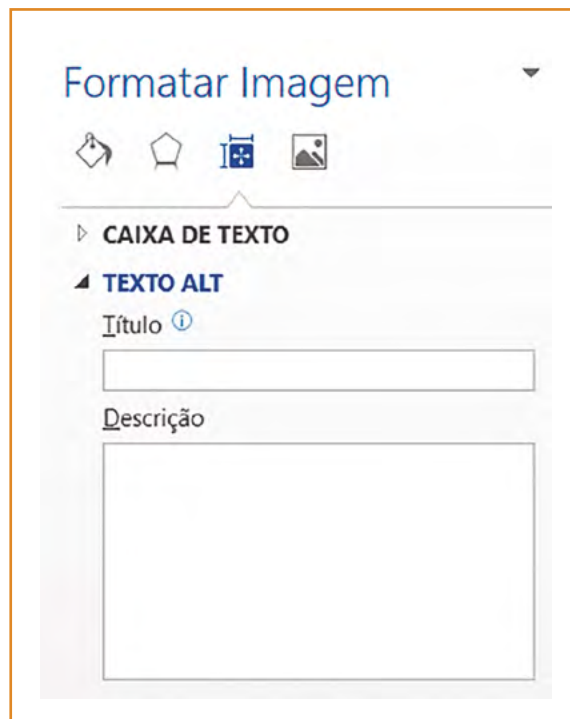 Formatar Imagem
CAIXA DE TEXTO
TEXTO ALT
Título
Descrição